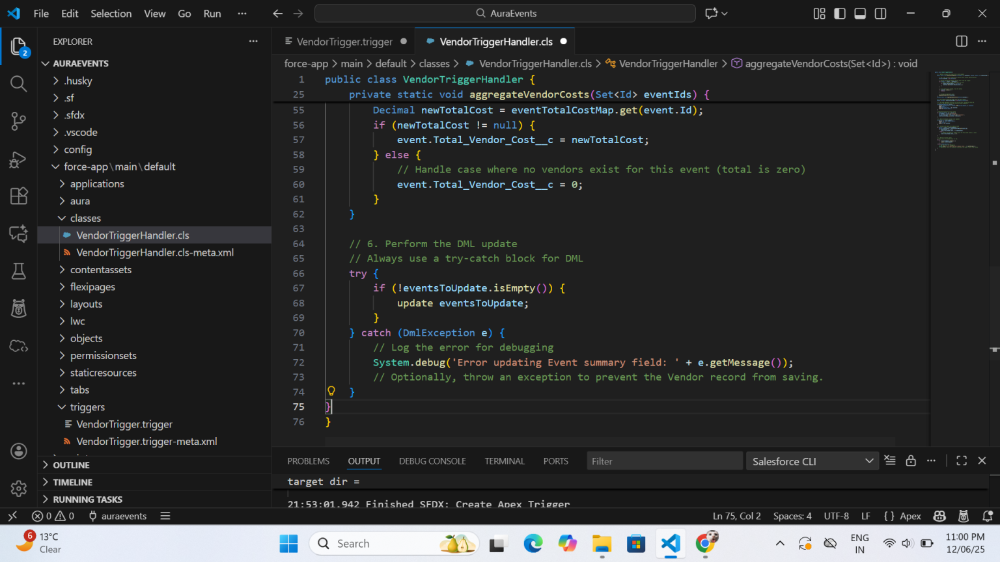 File Edit Selection View Go Run ···
AuraEvents
EXPLORER ···
AURAEVENTS
.husky
.sf
.sfdx
.vscode
config
force-app\main\default
applications
aura
classes
VendorTriggerHandler.cls
VendorTriggerHandler.cls-meta.xml
contentassets
flexipages
layouts
lwc
objects
permissionsets
staticresources
tabs
triggers
VendorTrigger.trigger
VendorTrigger.trigger-meta.xml
OUTLINE
TIMELINE
RUNNING TASKS
2
VendorTrigger.trigger
VendorTriggerHandler.cls
force-app > main > default > classes > VendorTriggerHandler.cls > VendorTriggerHandler > aggregateVendorCosts(Set<Id>) : void
1 public class VendorTriggerHandler {
25 private static void aggregateVendorCosts(Set<Id> eventIds) {
55 Decimal newTotalCost = eventTotalCostMap.get(event.Id);
56 if (newTotalCost != null) {
57 event.Total_Vendor_Cost__c = newTotalCost;
58 } else {
59 // Handle case where no vendors exist for this event (total is zero)
60 event.Total_Vendor_Cost__c = 0;
61 }
62 }
63
64 // 6. Perform the DML update
65 // Always use a try-catch block for DML
66 try {
67 if (!eventsToUpdate.isEmpty()) {
68 update eventsToUpdate;
69 }
70 } catch (DmlException e) {
71 // Log the error for debugging
72 System.debug('Error updating Event summary field: ' + e.getMessage());
73 // Optionally, throw an exception to prevent the Vendor record from saving.
74 }
75 }
76 }
PROBLEMS OUTPUT DEBUG CONSOLE TERMINAL PORTS Filter Salesforce CLI
target dir =
21:53:01.942 Finished SFDX: Create Apex Trigger
0 0 auraevents Ln 75, Col 2 Spaces: 4 UTF-8 LF { } Apex
6
13°C
Clear
Search
ENG
IN
11:00 PM
12/06/25